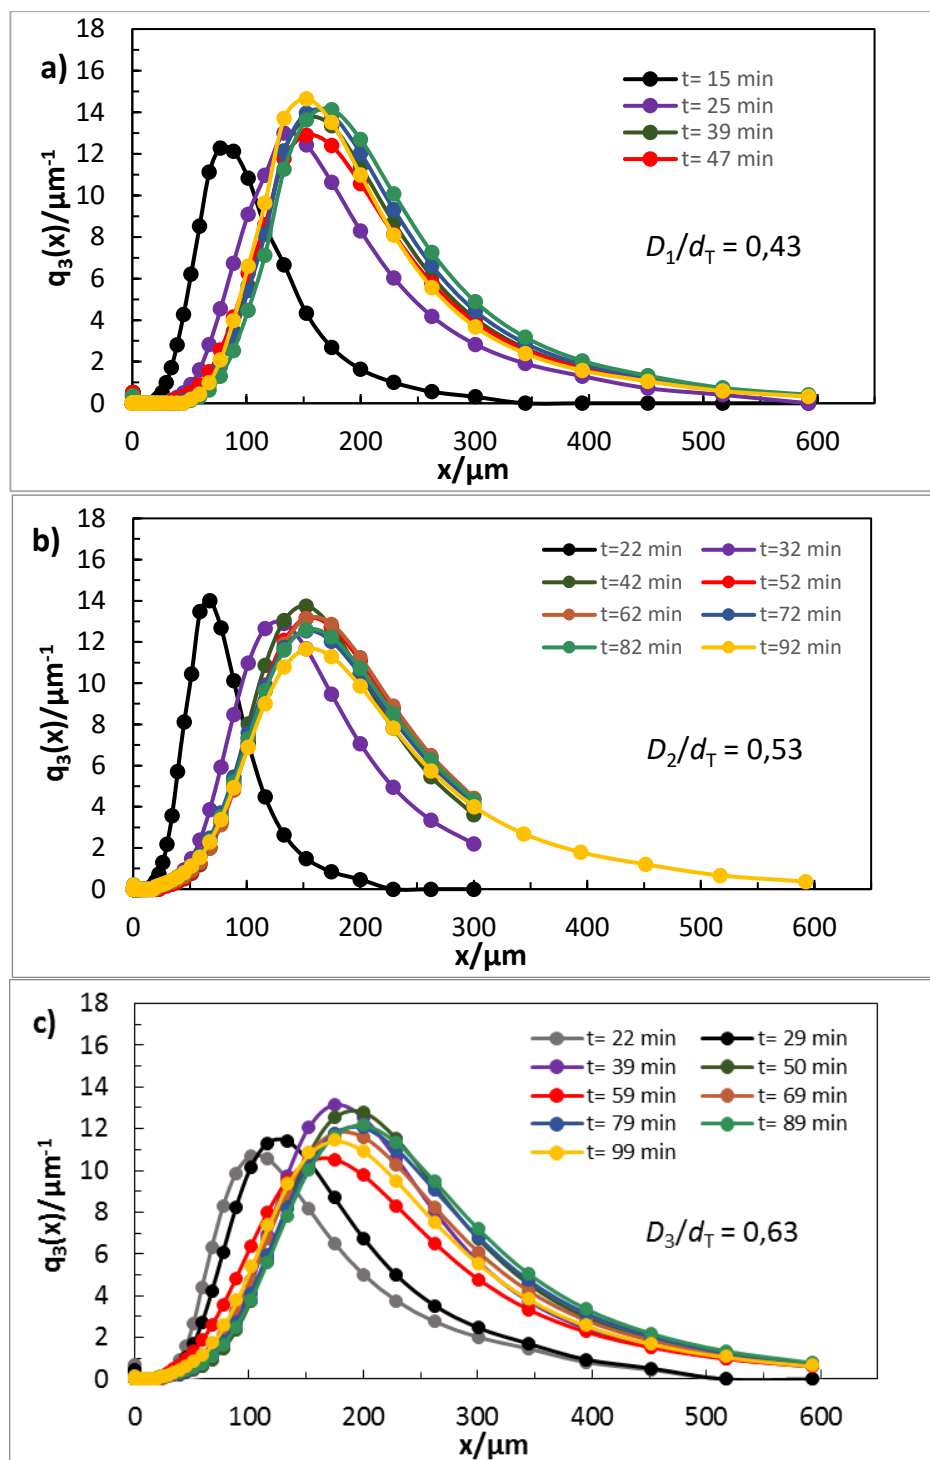 a)
18
16
14
12
10
8
6
4
2
0
q₃(x)/µm⁻¹
t= 15 min
t= 25 min
t= 39 min
t= 47 min
D₁/d_T = 0,43
0 100 200 300 400 500 600
x/µm
b)
18
16
14
12
10
8
6
4
2
0
q₃(x)/µm⁻¹
t=22 min t=32 min
t=42 min t=52 min
t=62 min t=72 min
t=82 min t=92 min
D₂/d_T = 0,53
0 100 200 300 400 500 600
x/µm
c)
18
16
14
12
10
8
6
4
2
0
q₃(x)/µm⁻¹
t= 22 min t= 29 min
t= 39 min t= 50 min
t= 59 min t= 69 min
t= 79 min t= 89 min
t= 99 min
D₃/d_T = 0,63
0 100 200 300 400 500 600
x/µm